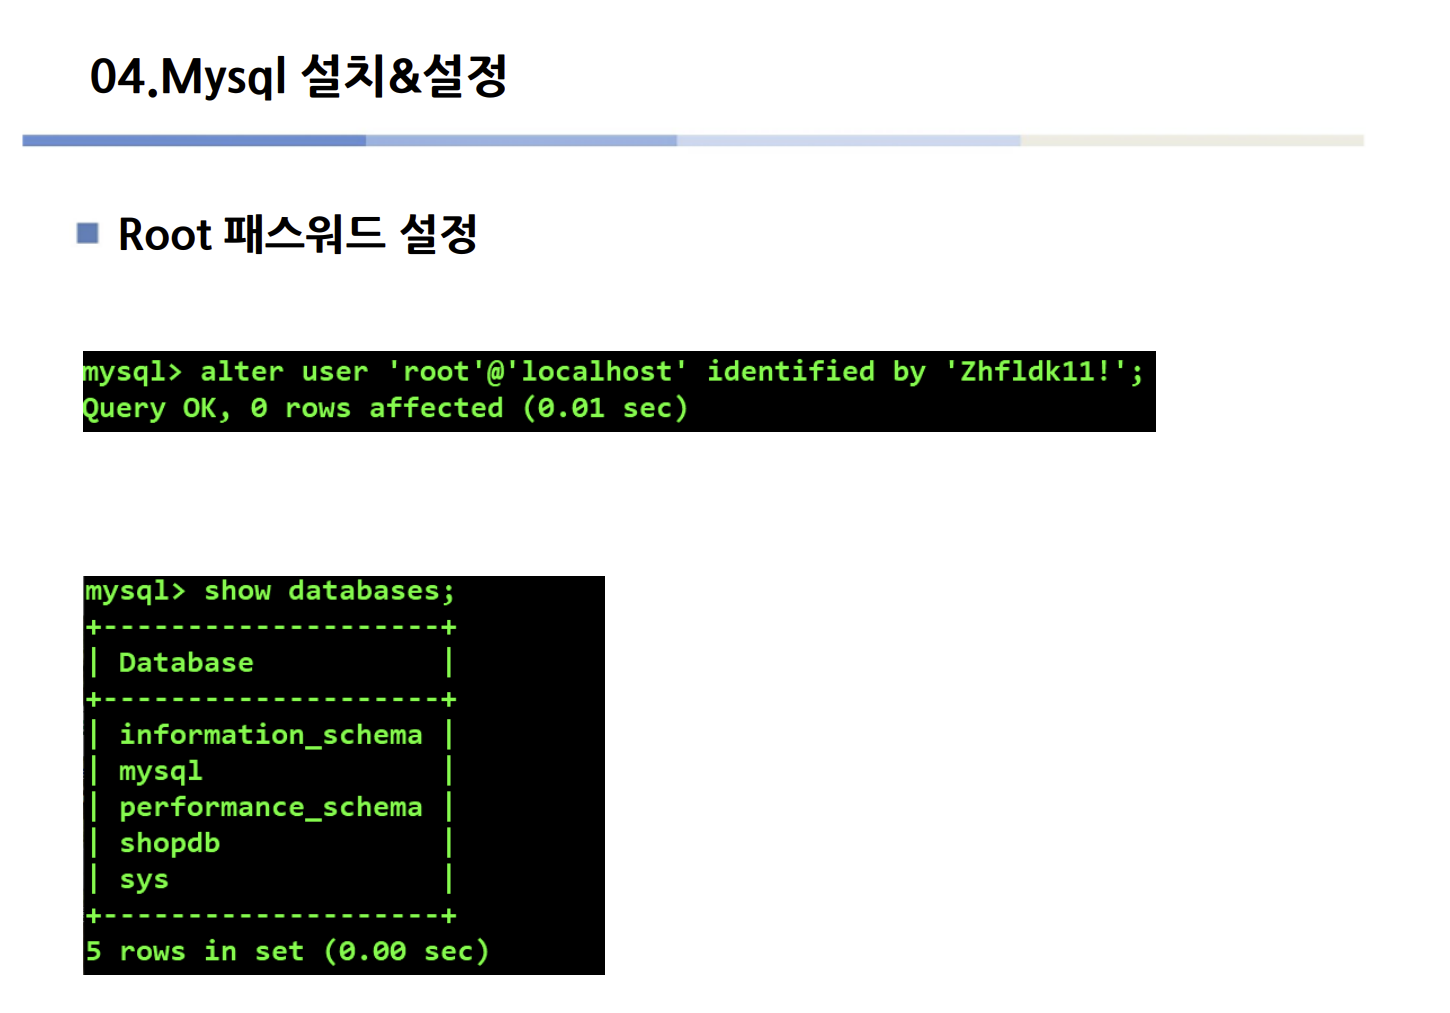 04.Mysql 설치&설정
Root 패스워드 설정
mysql> alter user 'root'@'localhost' identified by 'Zhfldk11!';
Query OK, 0 rows affected (0.01 sec)
mysql> show databases;
+--------------------+
| Database           |
+--------------------+
| information_schema |
| mysql              |
| performance_schema |
| shopdb             |
| sys                |
+--------------------+
5 rows in set (0.00 sec)